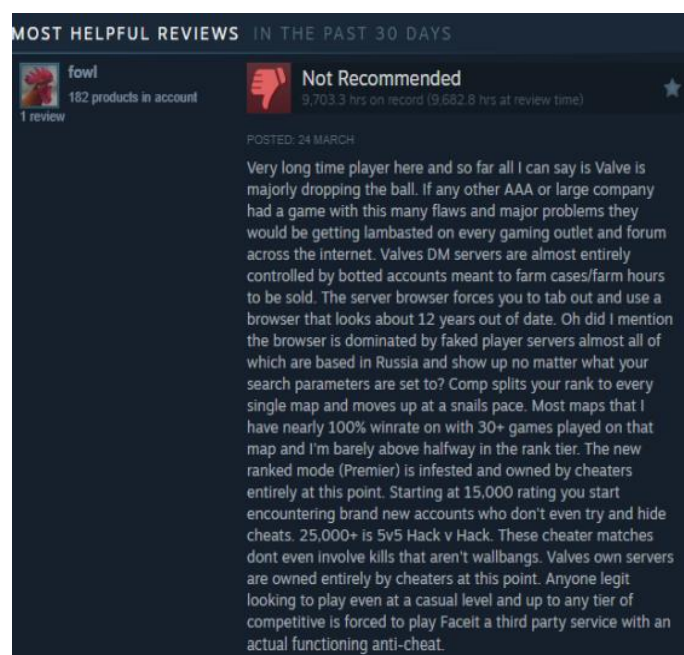 MOST HELPFUL REVIEWS IN THE PAST 30 DAYS
fowl
182 products in account
1 review
Not Recommended
9,703.3 hrs on record (9,682.8 hrs at review time)
POSTED: 24 MARCH
Very long time player here and so far all I can say is Valve is
majorly dropping the ball. If any other AAA or large company
had a game with this many flaws and major problems they
would be getting lambasted on every gaming outlet and forum
across the internet. Valves DM servers are almost entirely
controlled by botted accounts meant to farm cases/farm hours
to be sold. The server browser forces you to tab out and use a
browser that looks about 12 years out of date. Oh did I mention
the browser is dominated by faked player servers almost all of
which are based in Russia and show up no matter what your
search parameters are set to? Comp splits your rank to every
single map and moves up at a snails pace. Most maps that I
have nearly 100% winrate on with 30+ games played on that
map and I'm barely above halfway in the rank tier. The new
ranked mode (Premier) is infested and owned by cheaters
entirely at this point. Starting at 15,000 rating you start
encountering brand new accounts who don't even try and hide
cheats. 25,000+ is 5v5 Hack v Hack. These cheater matches
dont even involve kills that aren't wallbangs. Valves own servers
are owned entirely by cheaters at this point. Anyone legit
looking to play even at a casual level and up to any tier of
competitive is forced to play Faceit a third party service with an
actual functioning anti-cheat.